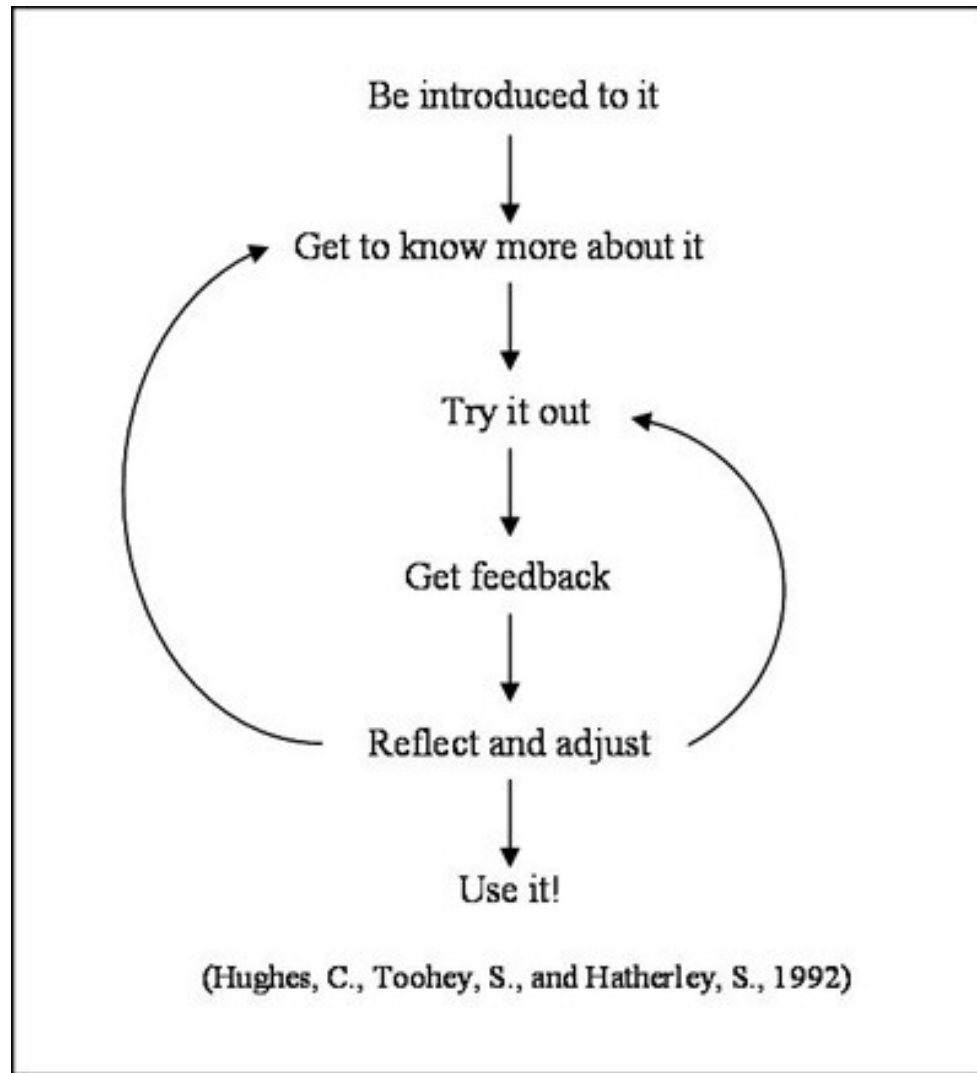 Be introduced to it
Get to know more about it
Try it out
Get feedback
Reflect and adjust
Use it!
(Hughes, C., Toohey, S., and Hatherley, S., 1992)